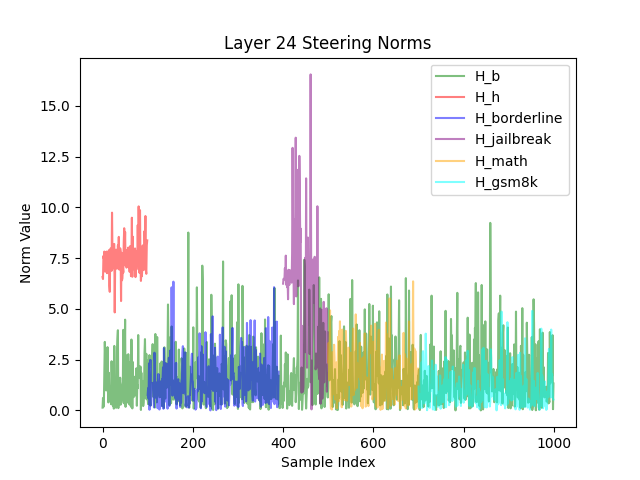 Layer 24 Steering Norms
H_b
H_h
H_borderline
H_jailbreak
H_math
H_gsm8k
Norm Value
15.0
12.5
10.0
7.5
5.0
2.5
0.0
0
200
400
600
800
1000
Sample Index